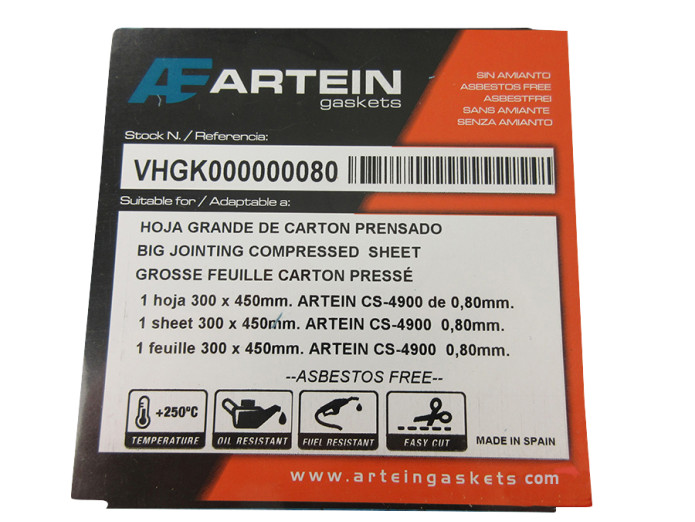 AE ARTEIN
gaskets
SIN AMIANTO
ASBESTOS FREE
ASBESTFREI
SANS AMIANTE
SENZA AMIANTO
Stock N. / Referencia:
VHGK000000080
Suitable for / Adaptable a:
HOJA GRANDE DE CARTON PRENSADO
BIG JOINTING COMPRESSED SHEET
GROSSE FEUILLE CARTON PRESSÉ
1 hoja 300 x 450mm. ARTEIN CS-4900 de 0,80mm.
1 sheet 300 x 450mm. ARTEIN CS-4900 0,80mm.
1 feuille 300 x 450mm. ARTEIN CS-4900 0,80mm.
--ASBESTOS FREE--
+250ºC
TEMPERATURE
OIL RESISTANT
FUEL RESISTANT
EASY CUT
MADE IN SPAIN
www.arteingaskets com